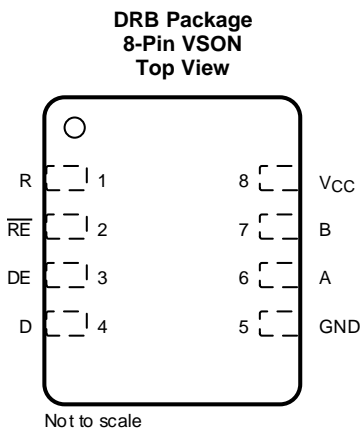 DRB Package
8-Pin VSON
Top View
R 1 8 VCC
R̅E̅ 2 7 B
DE 3 6 A
D 4 5 GND
Not to scale